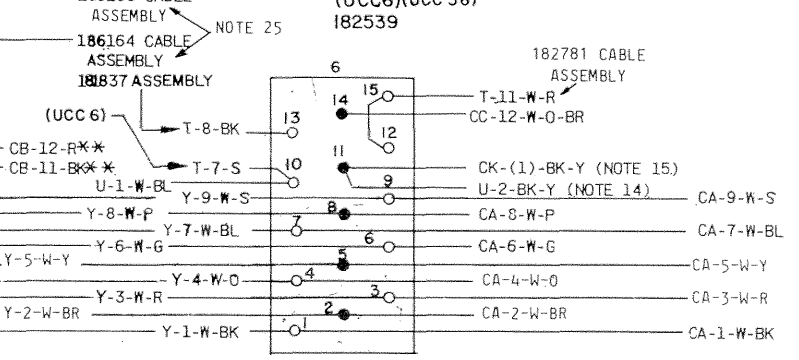 ASSEMBLY
NOTE 25
186164 CABLE
ASSEMBLY
ASSEMBLY
(UCC6)(UCC 36)
182539
182781 CABLE
ASSEMBLY
6
15
T-11-W-R
14
CC-12-W-O-BR
(UCC 6)
T-8-BK
13
12
CB-12-R**
CB-11-BK**
T-7-S
10
11
CK-(1)-BK-Y (NOTE 15)
U-1-W-BL
U-2-BK-Y (NOTE 14)
Y-9-W-S
9
CA-9-W-S
Y-8-W-P
8
CA-8-W-P
Y-7-W-BL
7
CA-7-W-BL
Y-6-W-G
6
CA-6-W-G
Y-5-W-Y
5
CA-5-W-Y
Y-4-W-O
4
CA-4-W-O
Y-3-W-R
3
CA-3-W-R
Y-2-W-BR
2
CA-2-W-BR
Y-1-W-BK
1
CA-1-W-BK